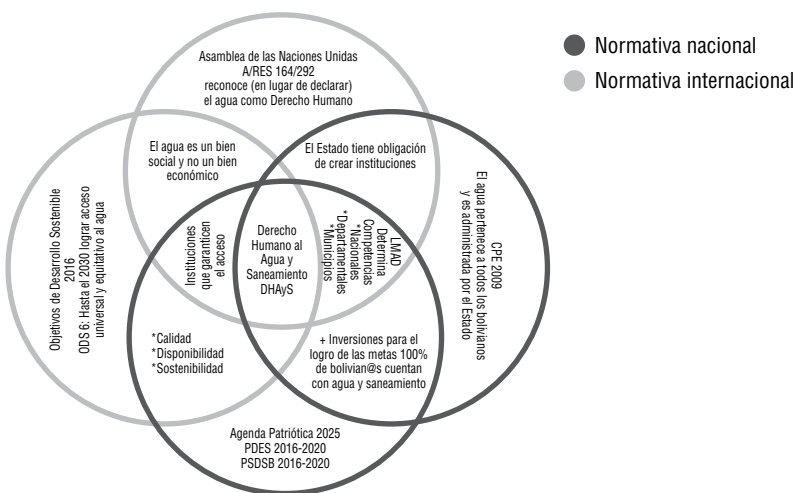 Asamblea de las Naciones Unidas
A/RES 164/292
reconoce (en lugar de declarar)
el agua como Derecho Humano
Normativa nacional
Normativa internacional
El agua es un bien
social y no un bien
económico
El Estado tiene obligación
de crear instituciones
Objetivos de Desarrollo Sostenible
2016
ODS 6: Hasta el 2030 lograr acceso
universal y equitativo al agua
Instituciones
que garanticen
el acceso
Derecho
Humano al
Agua y
Saneamiento
DHAyS
LMAD
Determina
Competencias
*Nacionales
*Departamentales
*Municipios
CPE 2009
El agua pertenece a todos los bolivianos
y es administrada por el Estado
*Calidad
*Disponibilidad
*Sostenibilidad
+ Inversiones para el
logro de las metas 100%
de bolivian@s cuentan
con agua y saneamiento
Agenda Patriótica 2025
PDES 2016-2020
PSDSB 2016-2020